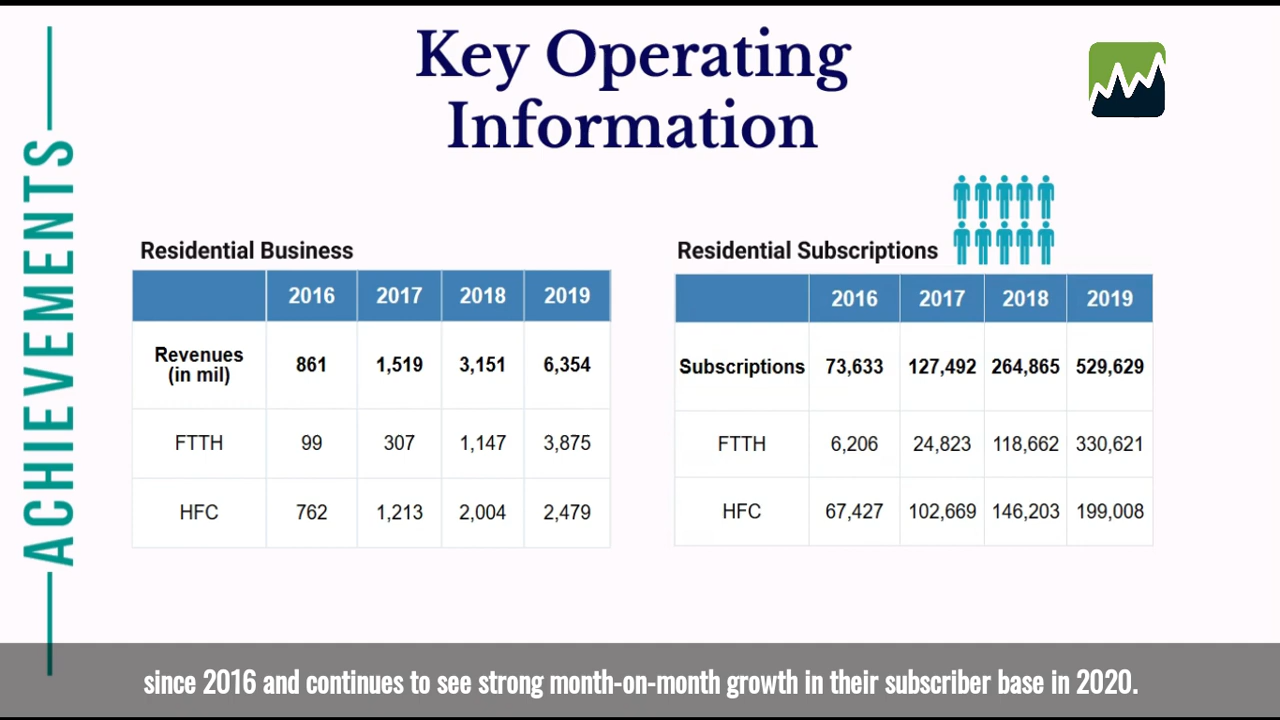 Key Operating
Information
ACHIEVEMENTS
Residential Business
2016 2017 2018 2019
Revenues
(in mil) 861 1,519 3,151 6,354
FTTH 99 307 1,147 3,875
HFC 762 1,213 2,004 2,479
Residential Subscriptions
2016 2017 2018 2019
Subscriptions 73,633 127,492 264,865 529,629
FTTH 6,206 24,823 118,662 330,621
HFC 67,427 102,669 146,203 199,008
since 2016 and continues to see strong month-on-month growth in their subscriber base in 2020.